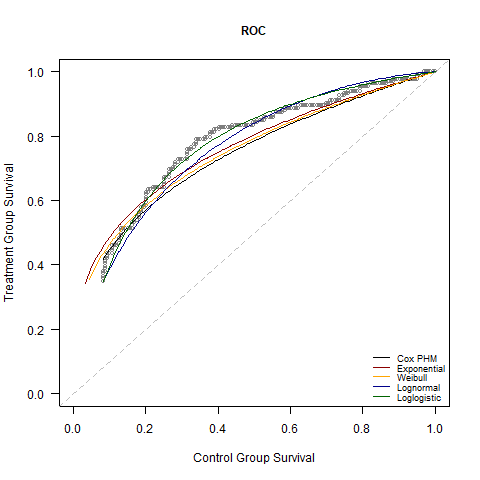 ROC
Treatment Group Survival
1.0
0.8
0.6
0.4
0.2
0.0
0.0 0.2 0.4 0.6 0.8 1.0
Control Group Survival
Cox PHM
Exponential
Weibull
Lognormal
Loglogistic